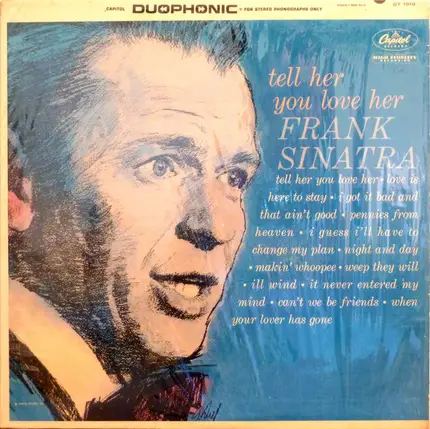 CAPITOL DUOPHONIC • FOR STEREO PHONOGRAPHS ONLY
Capitol
RECORDS
tell her
you love her
FRANK
SINATRA
tell her you love her • love is
here to stay • i got it bad and
that ain't good • pennies from
heaven • i guess i'll have to
change my plan • night and day
• makin' whoopee • weep they will
• ill wind • it never entered my
mind • can't we be friends • when
your lover has gone